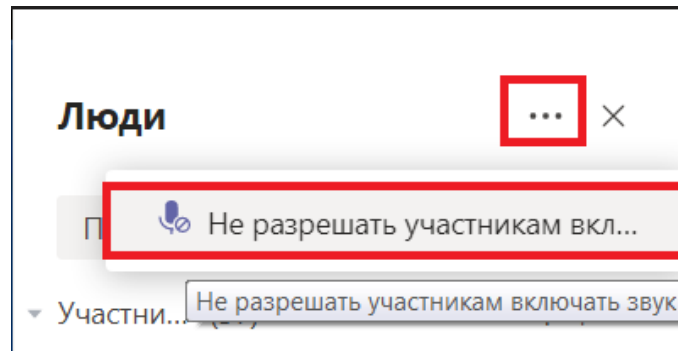 Люди
Не разрешать участникам вкл...
Не разрешать участникам включать звук
Участни...